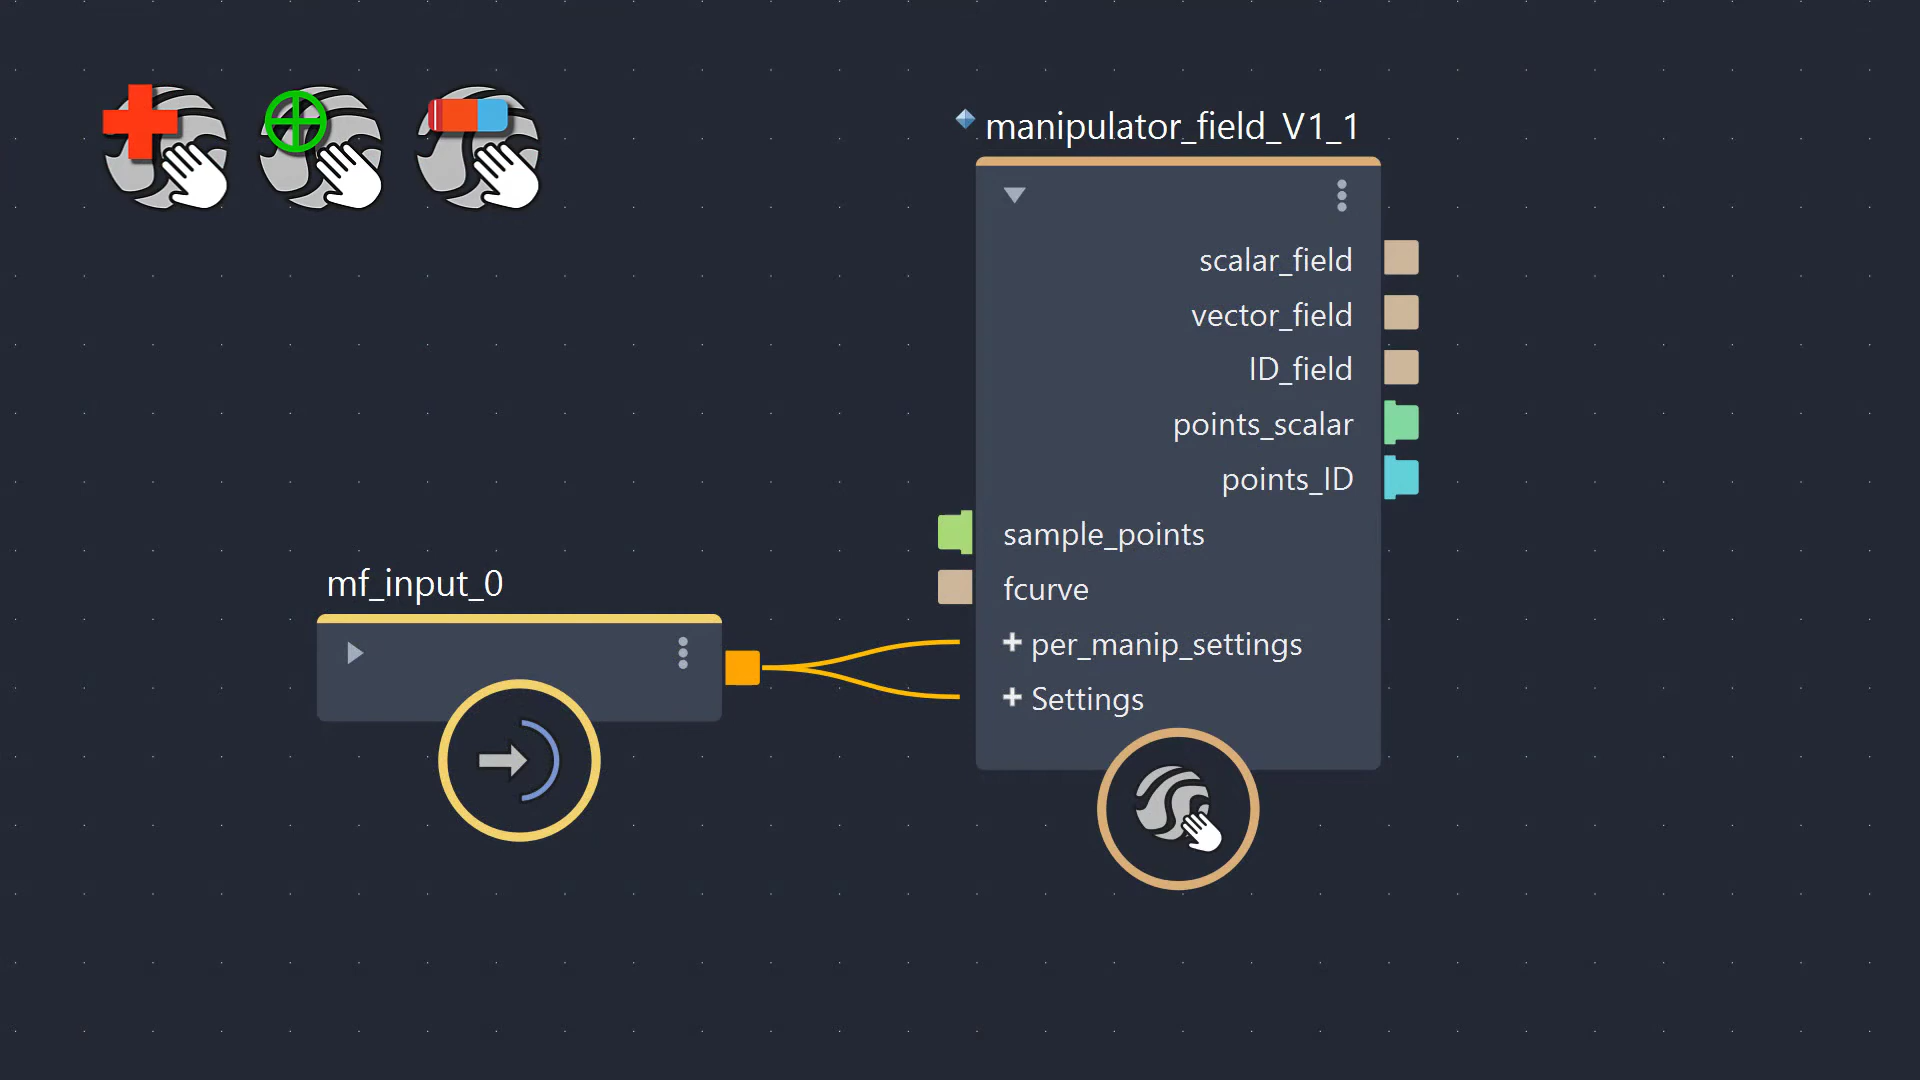 manipulator_field_V1_1
scalar_field
vector_field
ID_field
points_scalar
points_ID
sample_points
fcurve
per_manip_settings
Settings
mf_input_0